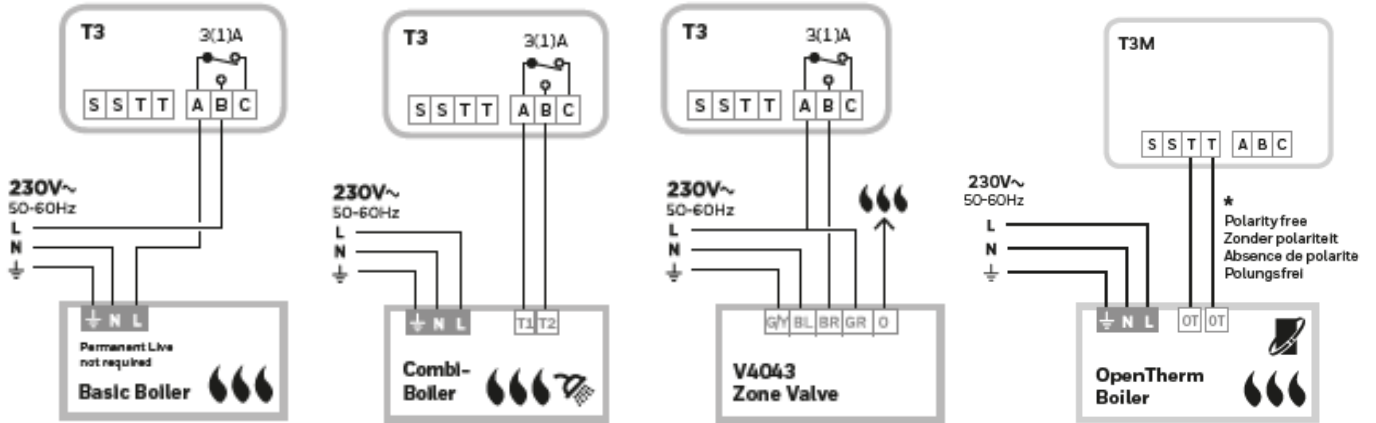 T3
3(1)A
S S T T A B C
230V~
50-60Hz
L
N
N L
Permanent Live
not required
Basic Boiler
T3
3(1)A
S S T T A B C
230V~
50-60Hz
L
N
N L
T1 T2
Combi-
Boiler
T3
3(1)A
S S T T A B C
230V~
50-60Hz
L
N
G/Y BL BR GR O
V4043
Zone Valve
T3M
S S T T A B C
230V~
50-60Hz
L
N
*
Polarity free
Zonder polariteit
Absence de polarite
Polungsfrei
N L
OT OT
OpenTherm
Boiler